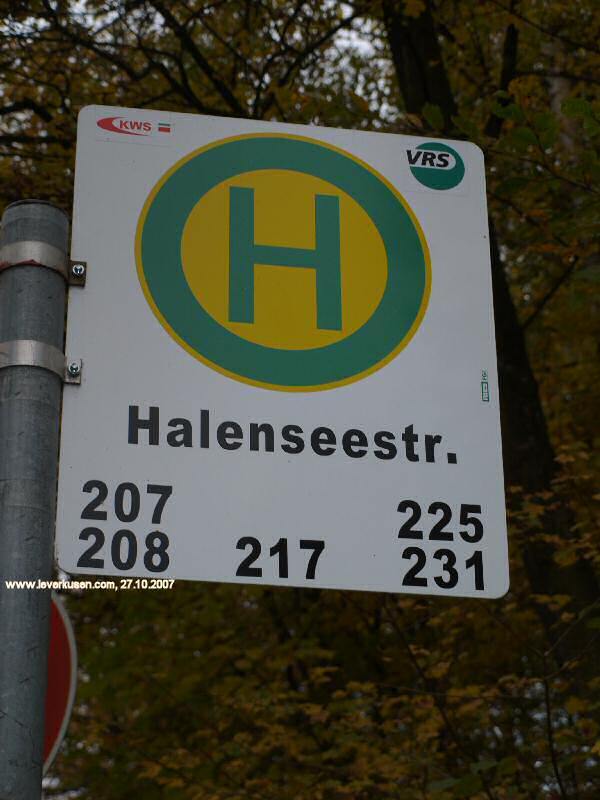 KWS
VRS
H
Halenseestr.
207 225
208 217 231
www.leverkusen.com, 27.10.2007